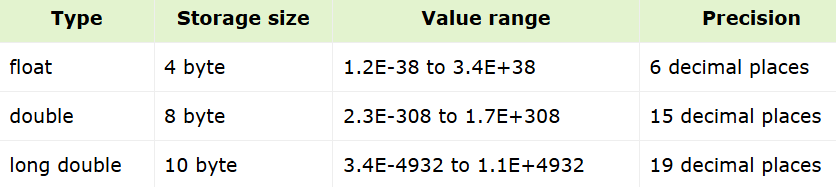 Type Storage size Value range Precision
float 4 byte 1.2E-38 to 3.4E+38 6 decimal places
double 8 byte 2.3E-308 to 1.7E+308 15 decimal places
long double 10 byte 3.4E-4932 to 1.1E+4932 19 decimal places